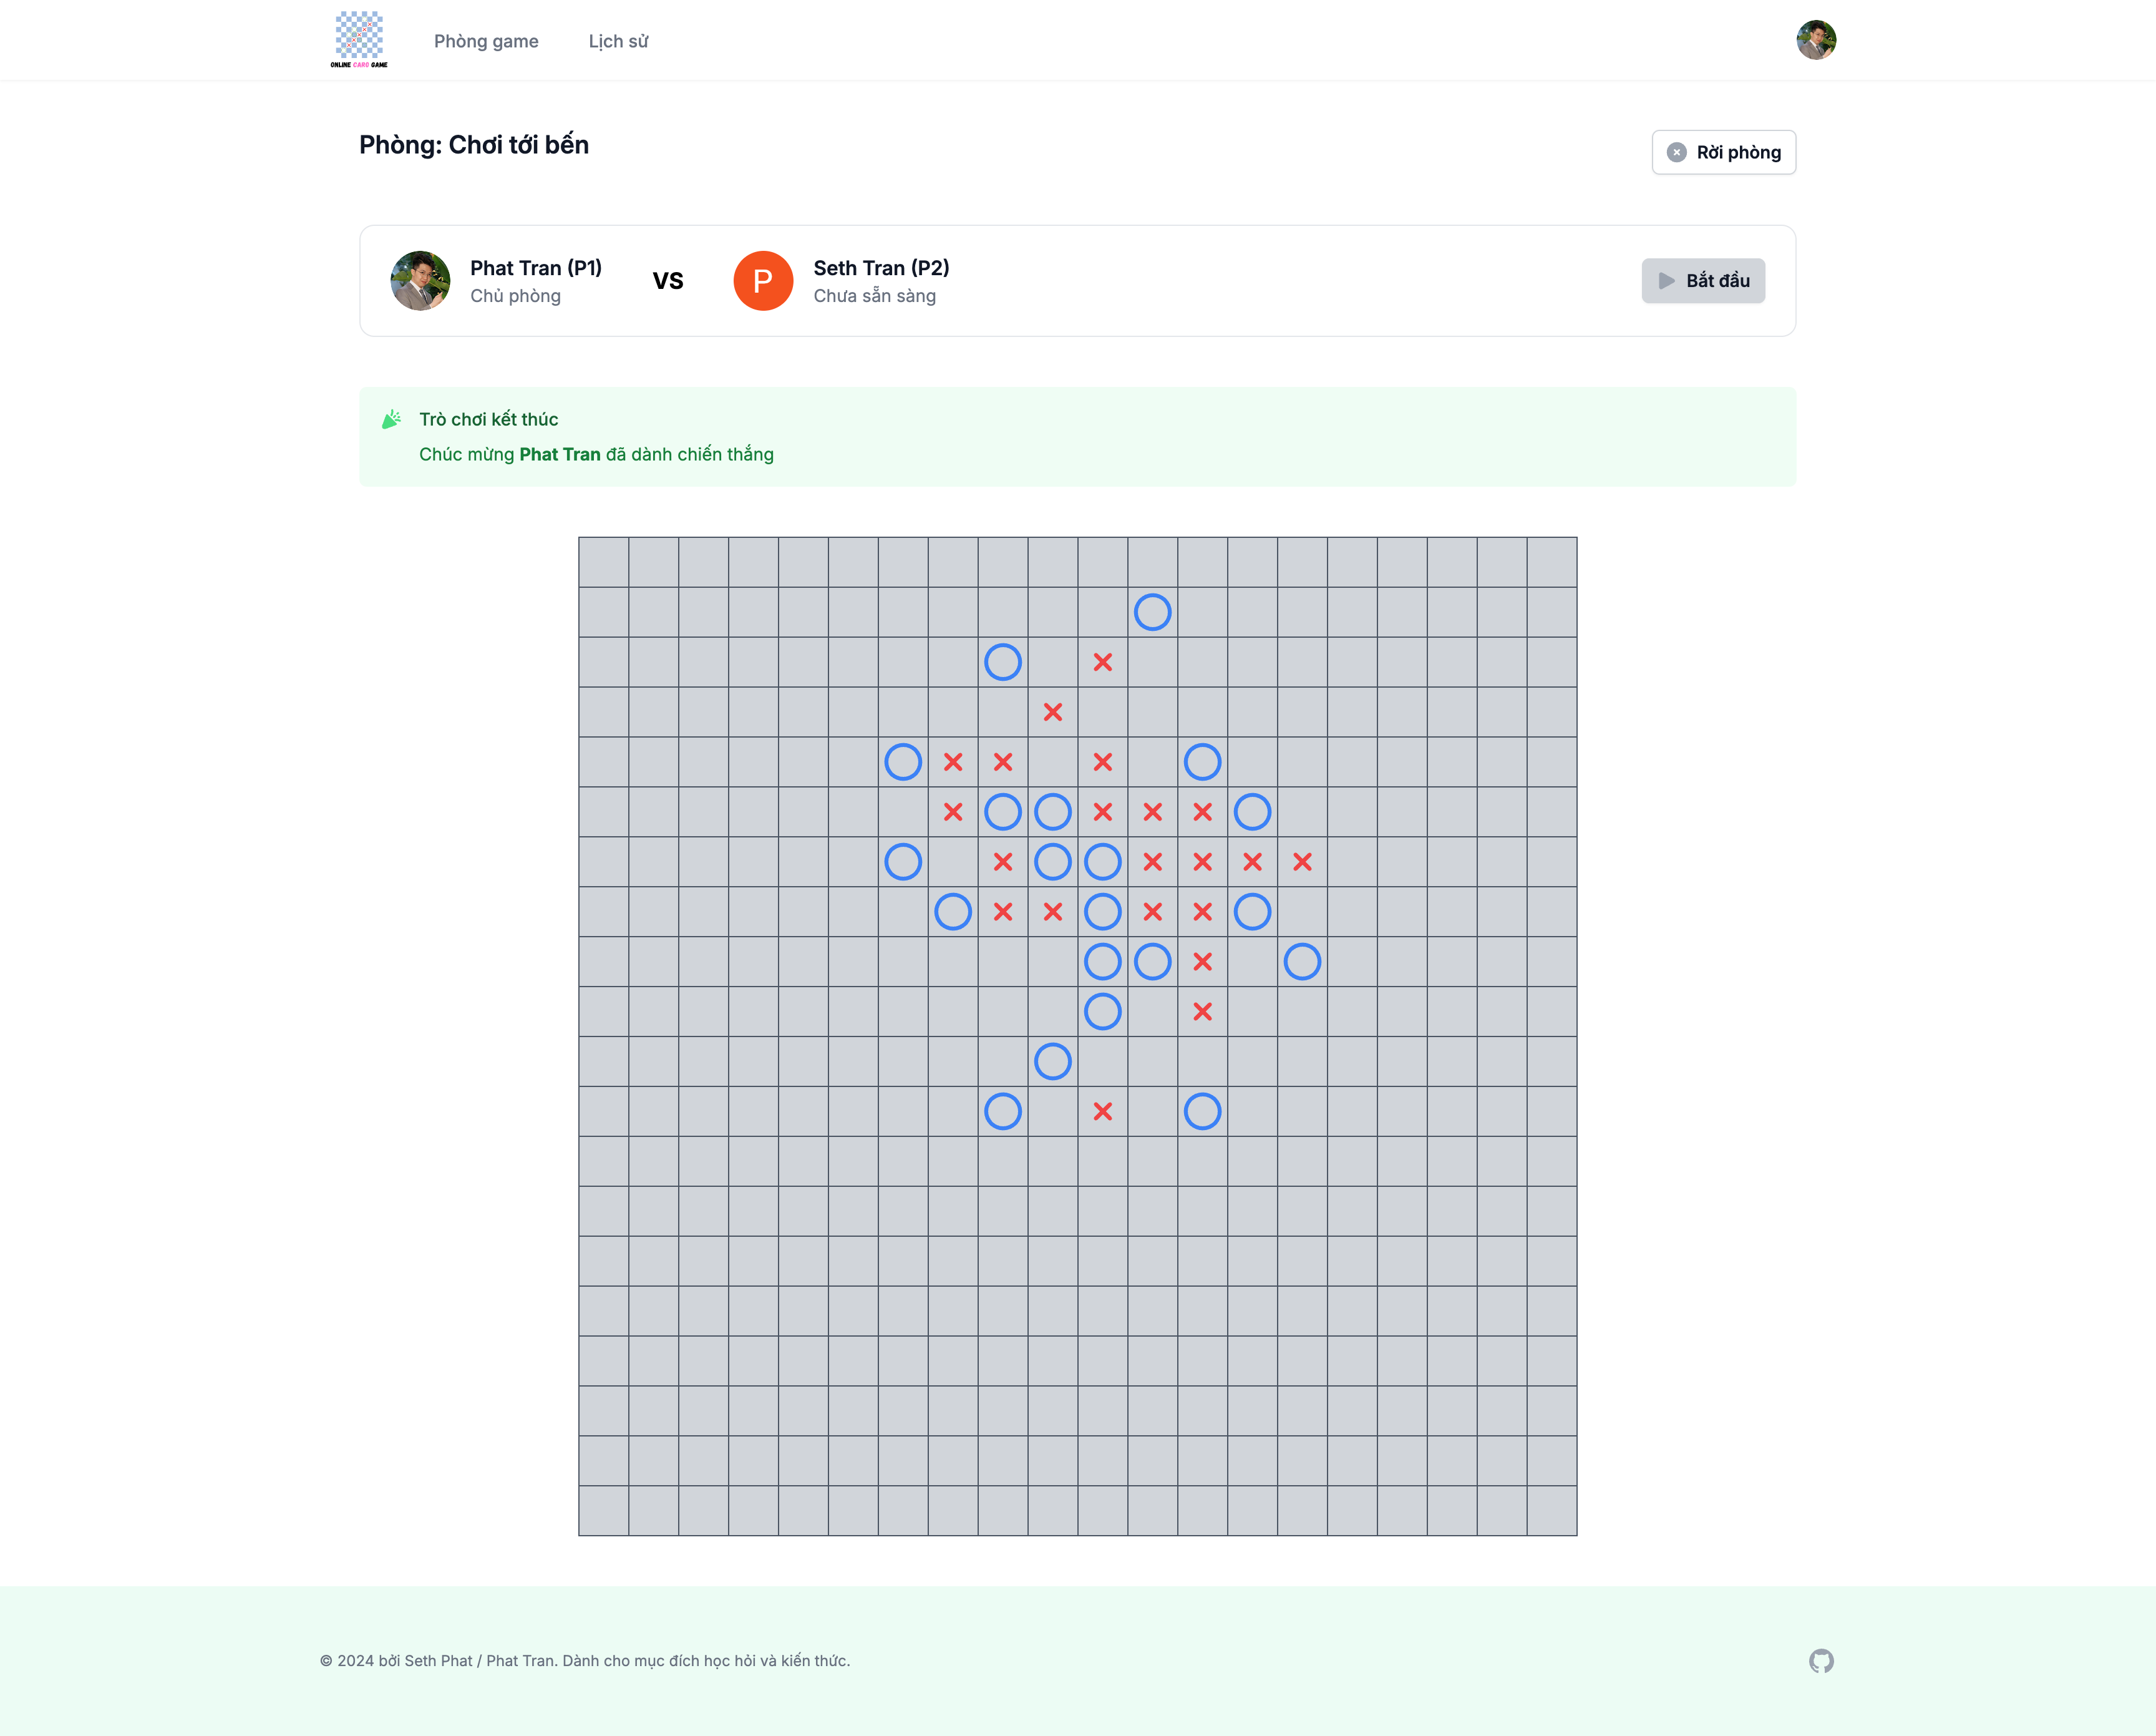 ONLINE CARO GAME
Phòng game
Lịch sử
Phòng: Chơi tới bến
Rời phòng
Phat Tran (P1)
Chủ phòng
VS
P
Seth Tran (P2)
Chưa sẵn sàng
Bắt đầu
Trò chơi kết thúc
Chúc mừng Phat Tran đã dành chiến thắng
© 2024 bởi Seth Phat / Phat Tran. Dành cho mục đích học hỏi và kiến thức.